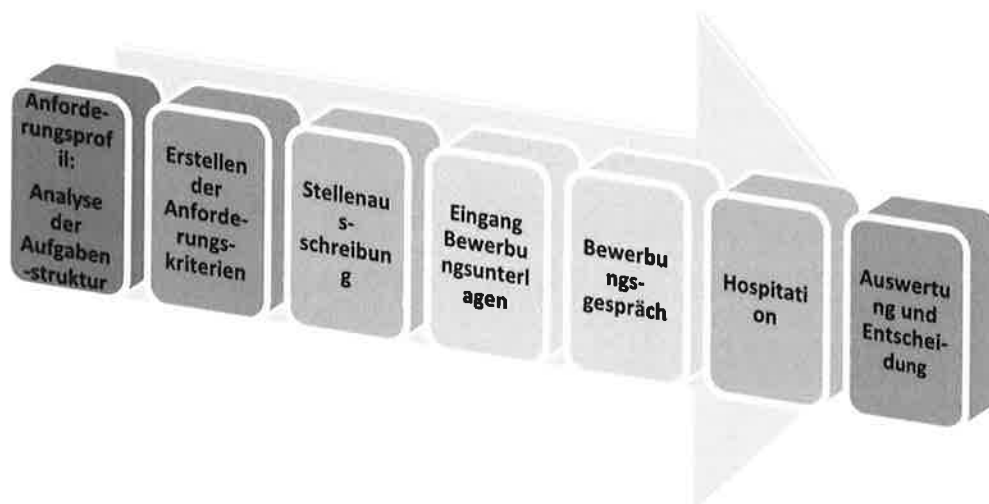 Anforde-
rungsprof
il:
Analyse
der
Aufgaben
-struktur
Erstellen
der
Anforde-
rungs-
kriterien
Stellenaus
s-
schreibun
g
Eingang
Bewerbu
ngsunterl
agen
Bewerbu
ngs-
gespräch
Hospitati
on
Auswertu
ng und
Entschei-
dung